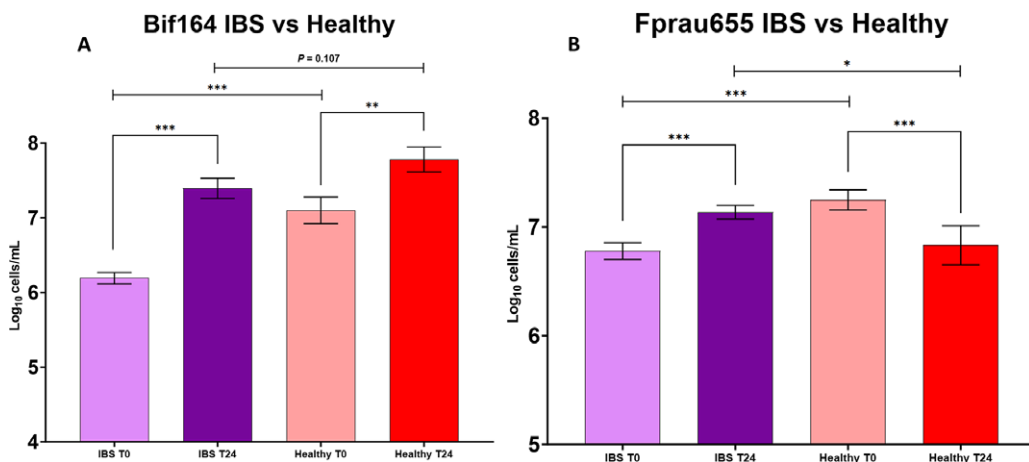 Bif164 IBS vs Healthy
A
P = 0.107
***
***
**
8
7
6
5
4
Log10 cells/mL
IBS T0
IBS T24
Healthy T0
Healthy T24
Fprau655 IBS vs Healthy
B
*
***
***
***
8
7
6
5
Log10 cells/mL
IBS T0
IBS T24
Healthy T0
Healthy T24